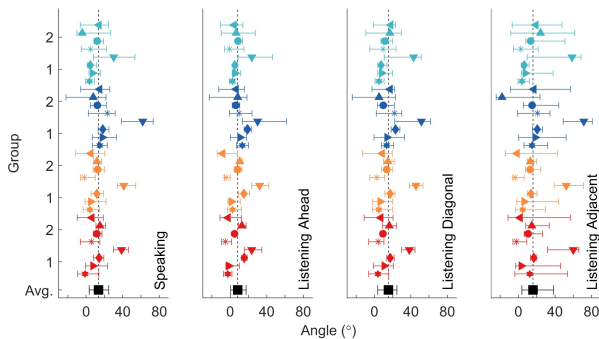 Group
2
1
2
1
2
1
2
1
Avg.
Speaking
Listening Ahead
Listening Diagonal
Listening Adjacent
0 40 80
0 40 80
0 40 80
0 40 80
Angle (°)